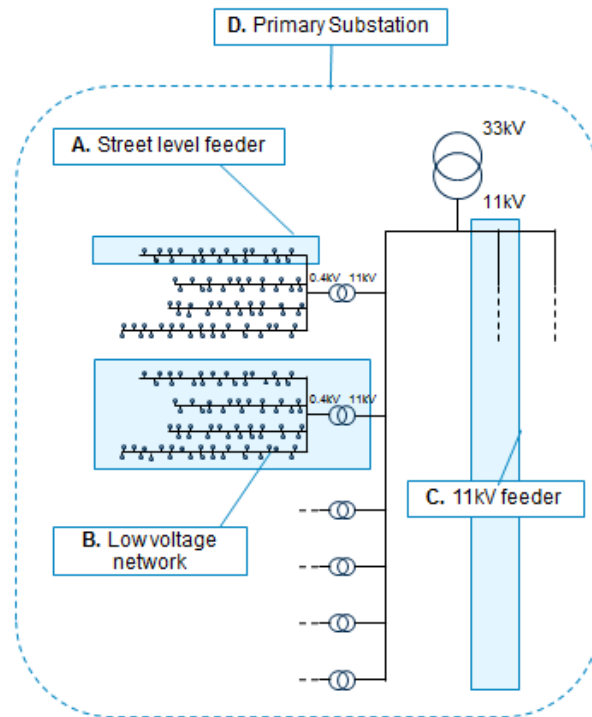 D. Primary Substation
A. Street level feeder
33kV
11kV
0.4kV 11kV
0.4kV 11kV
C. 11kV feeder
B. Low voltage
network